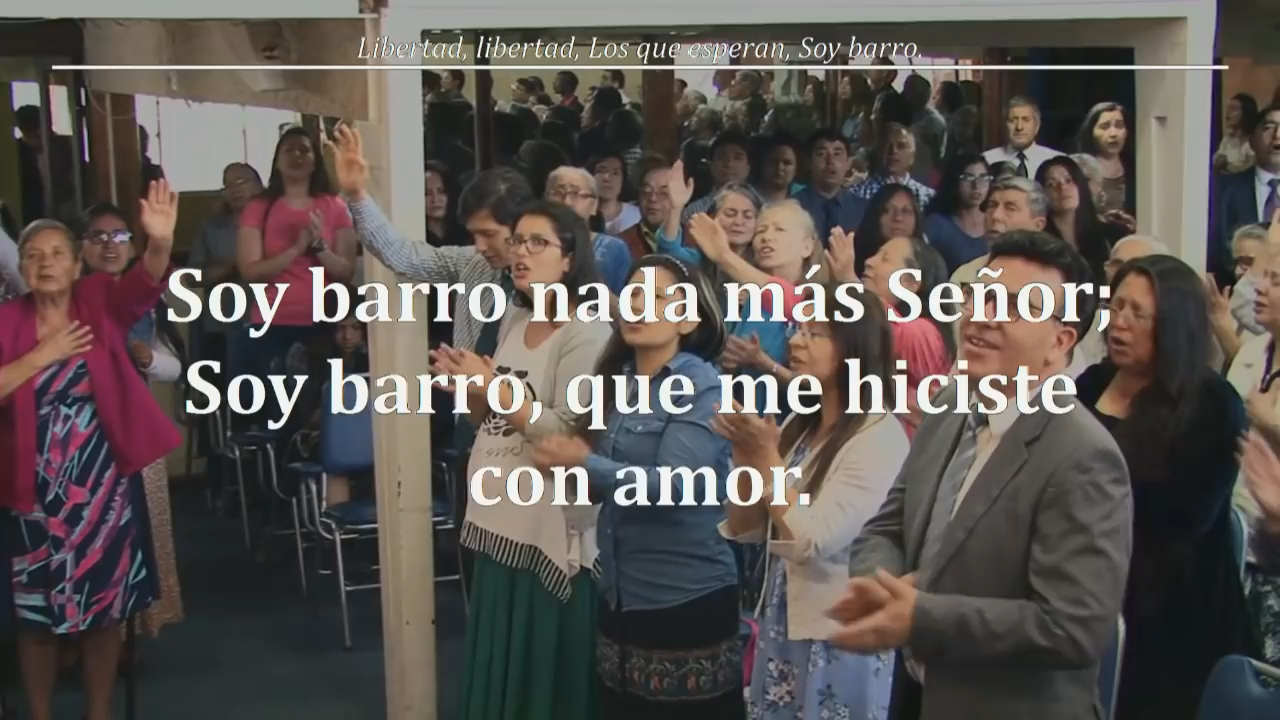 Libertad, libertad, Los que esperan, Soy barro.
Soy barro nada más Señor;
Soy barro, que me hiciste
con amor.